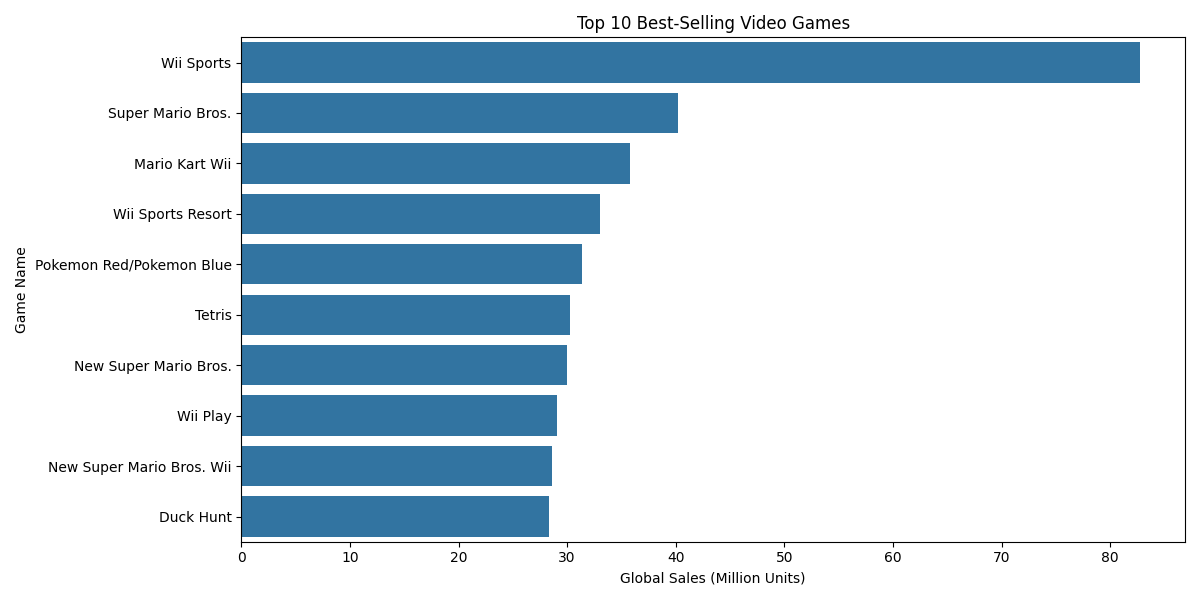 Top 10 Best-Selling Video Games
Game Name
Wii Sports
Super Mario Bros.
Mario Kart Wii
Wii Sports Resort
Pokemon Red/Pokemon Blue
Tetris
New Super Mario Bros.
Wii Play
New Super Mario Bros. Wii
Duck Hunt
0 10 20 30 40 50 60 70 80
Global Sales (Million Units)